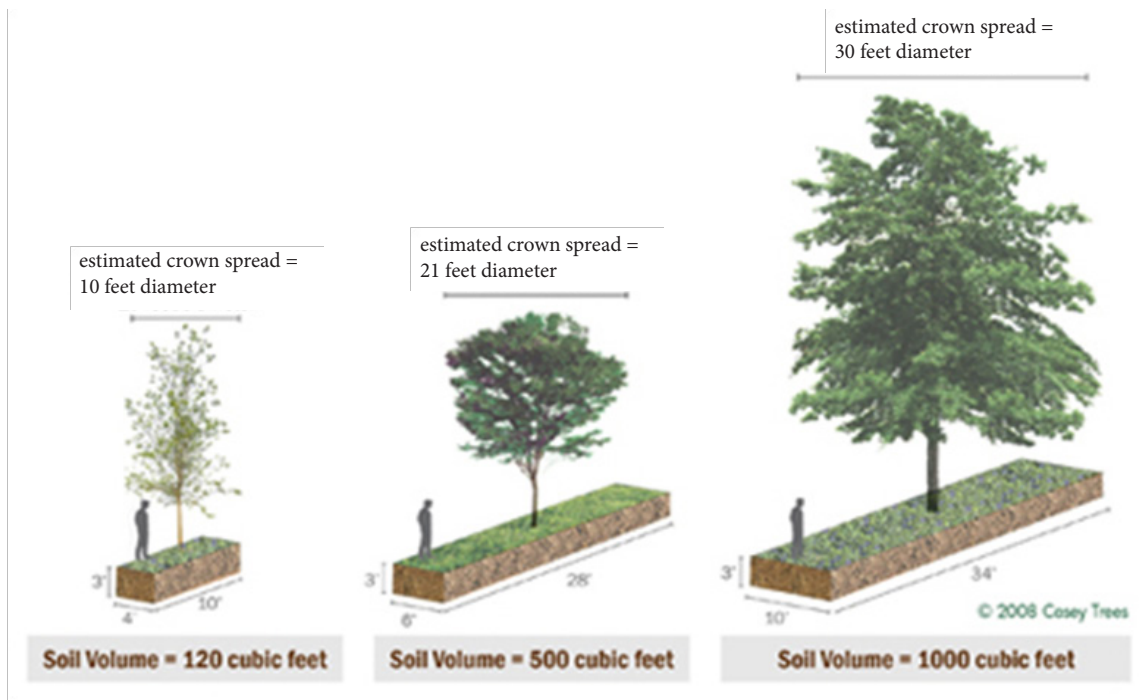 estimated crown spread =
30 feet diameter
estimated crown spread =
21 feet diameter
estimated crown spread =
10 feet diameter
3'
4'
10'
3'
6'
28'
3'
10'
34'
© 2008 Casey Trees
Soil Volume = 120 cubic feet
Soil Volume = 500 cubic feet
Soil Volume = 1000 cubic feet